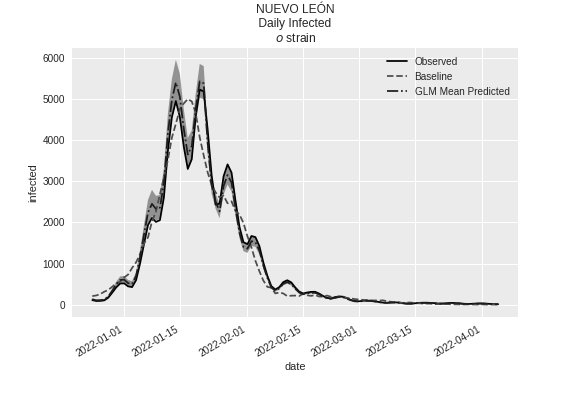 NUEVO LEÓN
Daily Infected
o strain
Observed
Baseline
GLM Mean Predicted
infected
6000
5000
4000
3000
2000
1000
0
2022-01-01
2022-01-15
2022-02-01
2022-02-15
2022-03-01
2022-03-15
2022-04-01
date